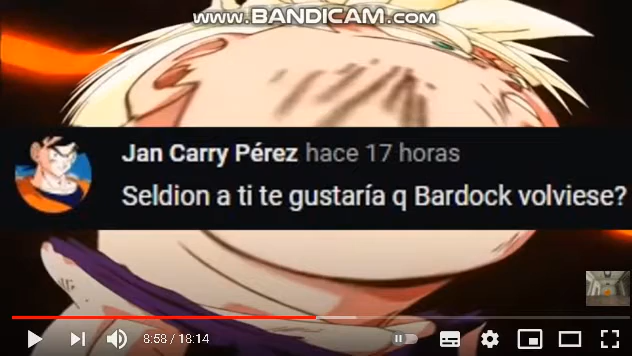 www.BANDICAM.com
Jan Carry Pérez hace 17 horas
Seldion a ti te gustaría q Bardock volviese?
8:58 / 18:14